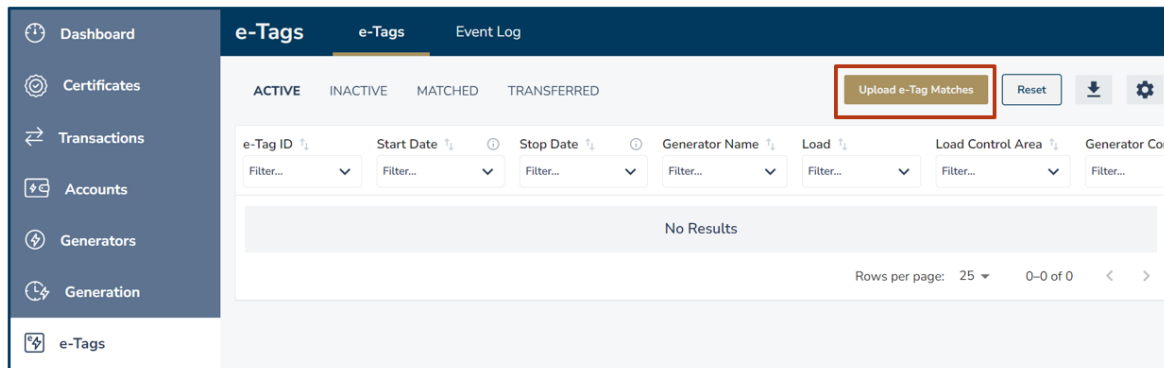 Dashboard
Certificates
Transactions
Accounts
Generators
Generation
e-Tags
e-Tags e-Tags Event Log
ACTIVE INACTIVE MATCHED TRANSFERRED Upload e-Tag Matches Reset
e-Tag ID Start Date Stop Date Generator Name Load Load Control Area Generator Co
Filter... Filter... Filter... Filter... Filter... Filter... Filter...
No Results
Rows per page: 25 0–0 of 0